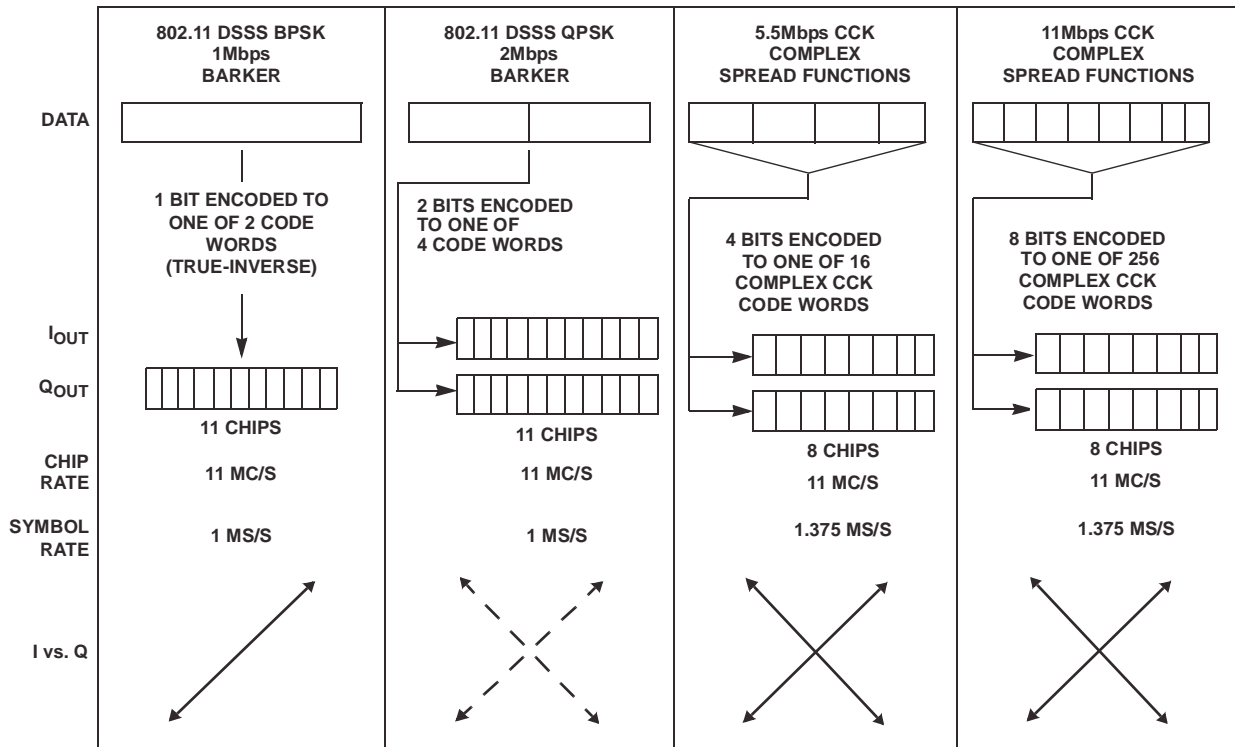 802.11 DSSS BPSK
1Mbps
BARKER
802.11 DSSS QPSK
2Mbps
BARKER
5.5Mbps CCK
COMPLEX
SPREAD FUNCTIONS
11Mbps CCK
COMPLEX
SPREAD FUNCTIONS
DATA
1 BIT ENCODED TO
ONE OF 2 CODE
WORDS
(TRUE-INVERSE)
2 BITS ENCODED
TO ONE OF
4 CODE WORDS
4 BITS ENCODED
TO ONE OF 16
COMPLEX CCK
CODE WORDS
8 BITS ENCODED
TO ONE OF 256
COMPLEX CCK
CODE WORDS
IOUT
QOUT
11 CHIPS
11 CHIPS
8 CHIPS
8 CHIPS
CHIP
RATE
11 MC/S
11 MC/S
11 MC/S
11 MC/S
SYMBOL
RATE
1 MS/S
1 MS/S
1.375 MS/S
1.375 MS/S
I vs. Q